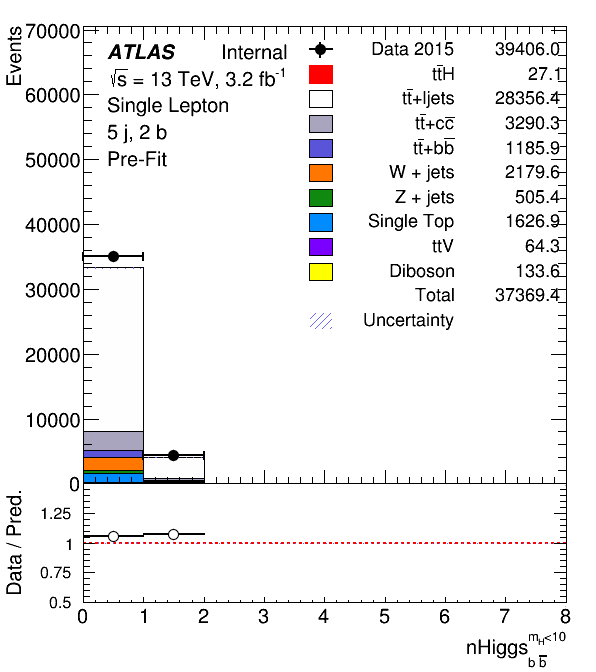 Events
70000
60000
50000
40000
30000
20000
10000
0
ATLAS Internal
√s = 13 TeV, 3.2 fb⁻¹
Single Lepton
5 j, 2 b
Pre-Fit
Data 2015 39406.0
tt̄H 27.1
tt̄+ljets 28356.4
tt̄+cc̄ 3290.3
tt̄+bb̄ 1185.9
W + jets 2179.6
Z + jets 505.4
Single Top 1626.9
ttV 64.3
Diboson 133.6
Total 37369.4
Uncertainty
Data / Pred.
1.25
1
0.75
0.5
0 1 2 3 4 5 6 7 8
nHiggs m_H<10 b b̄